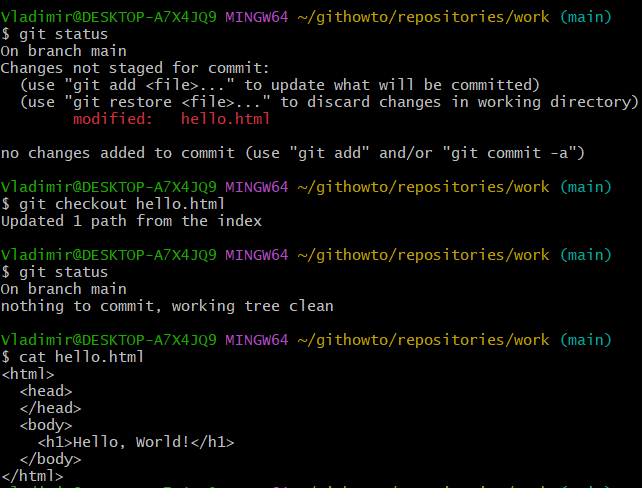 Vladimir@DESKTOP-A7X4JQ9 MINGW64 ~/githowto/repositories/work (main)
$ git status
On branch main
Changes not staged for commit:
  (use "git add <file>..." to update what will be committed)
  (use "git restore <file>..." to discard changes in working directory)
        modified:   hello.html

no changes added to commit (use "git add" and/or "git commit -a")

Vladimir@DESKTOP-A7X4JQ9 MINGW64 ~/githowto/repositories/work (main)
$ git checkout hello.html
Updated 1 path from the index

Vladimir@DESKTOP-A7X4JQ9 MINGW64 ~/githowto/repositories/work (main)
$ git status
On branch main
nothing to commit, working tree clean

Vladimir@DESKTOP-A7X4JQ9 MINGW64 ~/githowto/repositories/work (main)
$ cat hello.html
<html>
  <head>
  </head>
  <body>
    <h1>Hello, World!</h1>
  </body>
</html>